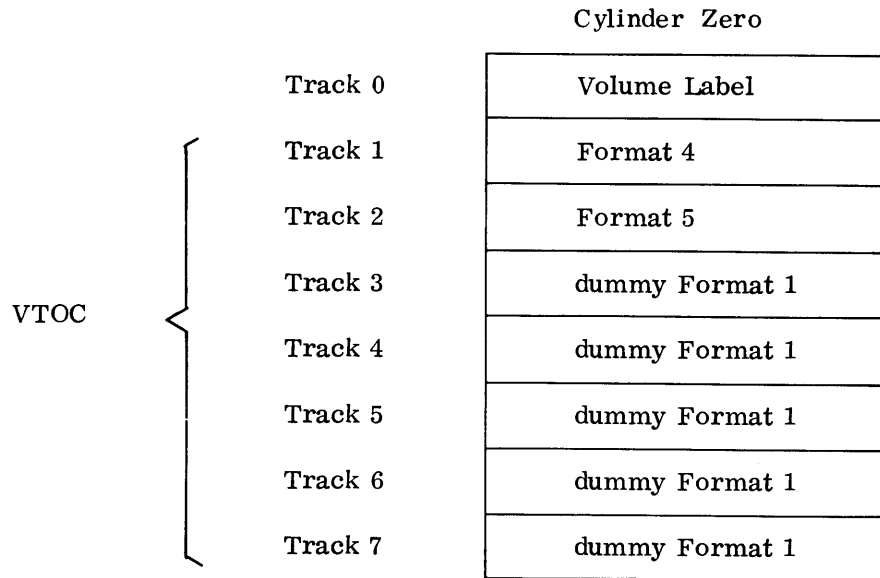 Cylinder Zero
Track 0 Volume Label
Track 1 Format 4
Track 2 Format 5
Track 3 dummy Format 1
VTOC
Track 4 dummy Format 1
Track 5 dummy Format 1
Track 6 dummy Format 1
Track 7 dummy Format 1